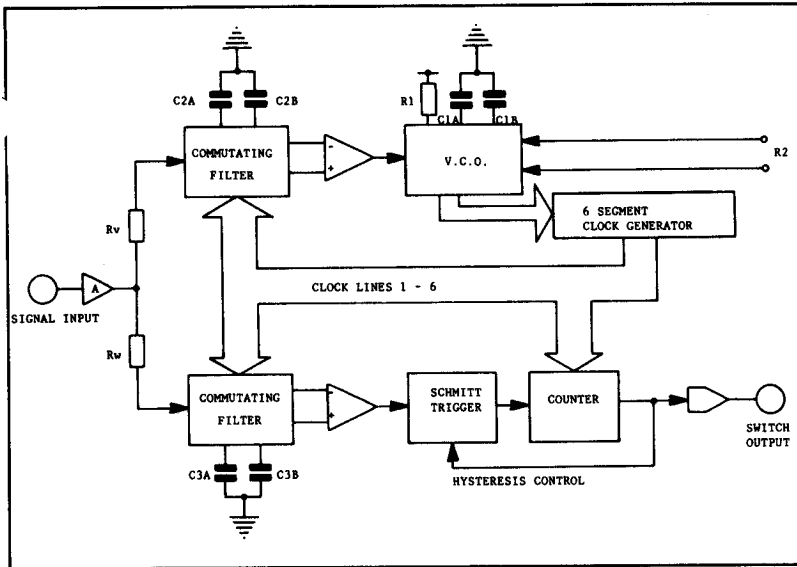 C2A
C2B
R1
C1A
C1B
COMMUTATING
FILTER
-
+
V.C.O.
R2
6 SEGMENT
CLOCK GENERATOR
Rv
A
SIGNAL INPUT
CLOCK LINES 1 - 6
Rw
COMMUTATING
FILTER
-
+
SCHMITT
TRIGGER
COUNTER
SWITCH
OUTPUT
C3A
C3B
HYSTERESIS CONTROL